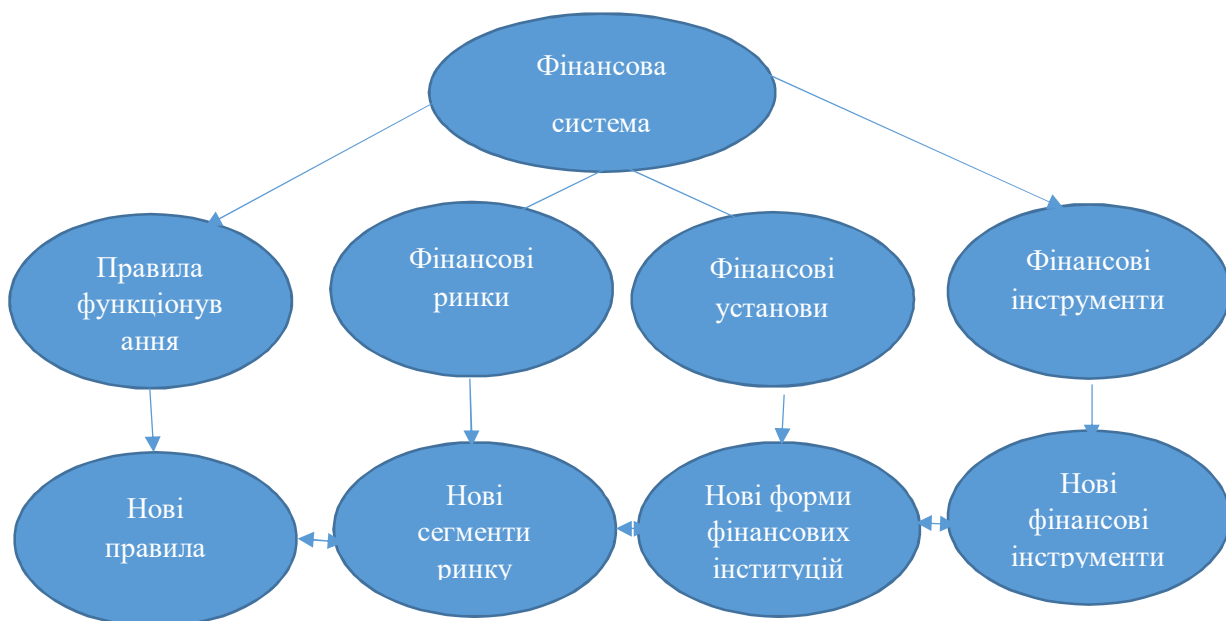 Фінансова
система
Правила
функціонув
ання
Фінансові
ринки
Фінансові
установи
Фінансові
інструменти
Нові
правила
Нові
сегменти
ринку
Нові форми
фінансових
інституцій
Нові
фінансові
інструменти